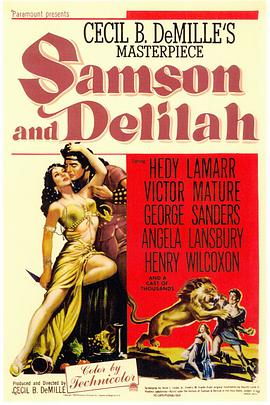 Paramount presents
CECIL B. DEMILLE'S
MASTERPIECE
Samson
and Delilah
Starring
HEDY LAMARR
VICTOR MATURE
GEORGE SANDERS
ANGELA LANSBURY
HENRY WILCOXON
AND A
CAST OF
THOUSANDS
Color by
Technicolor
Produced and Directed by
CECIL B. DEMILLE